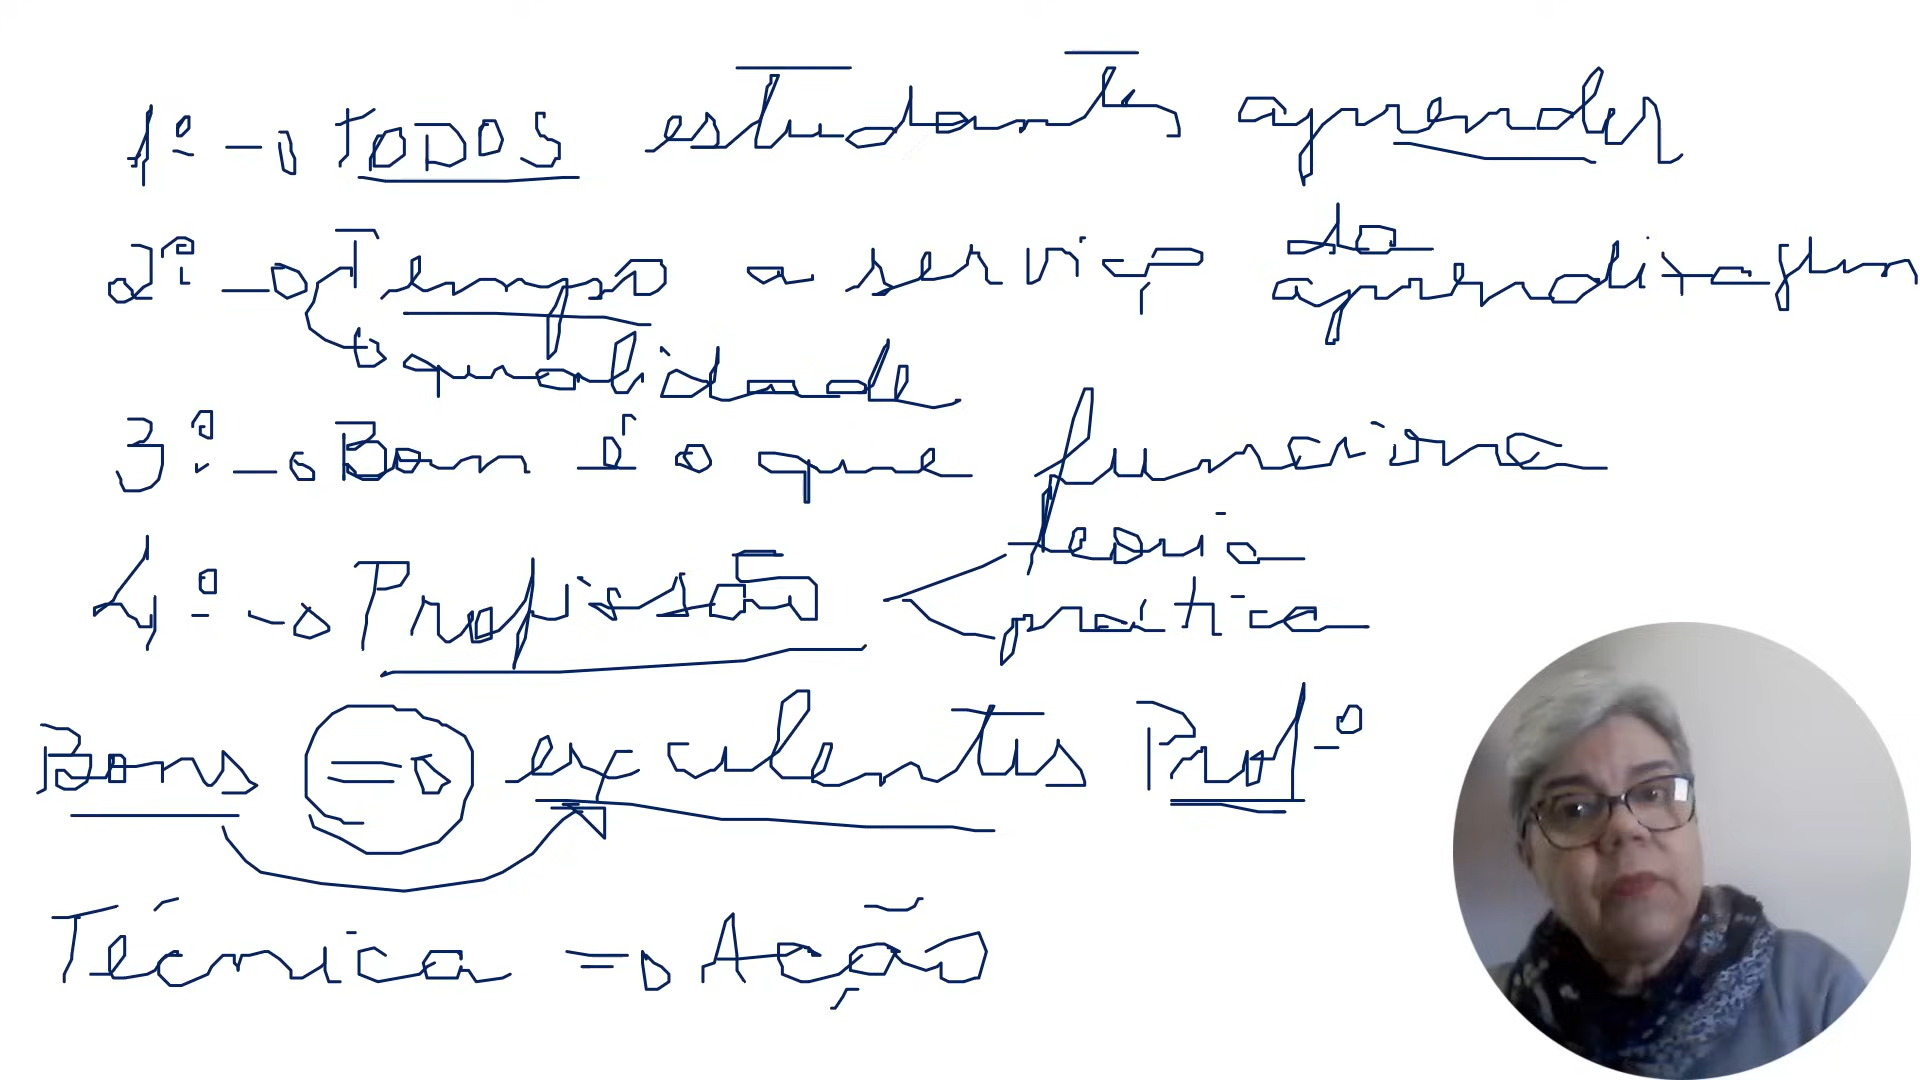 1º → TODOS estudantes aprender
2º → Tempo a serviço da aprendizagem
→ qualidade
3º → Bom é o que funciona
4º → Profissão < teoria
prática
Bons ⇒ excelentes Prof.º
Técnica ⇒ Ação